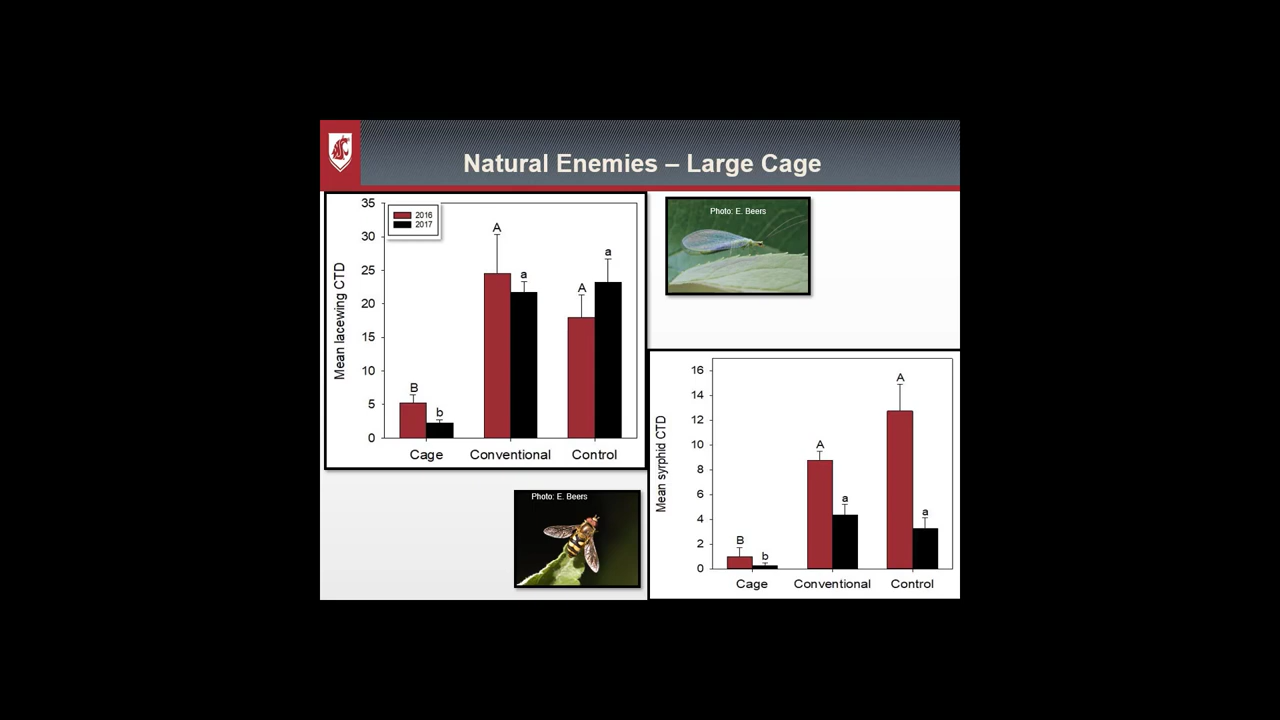 Natural Enemies – Large Cage
35
30
25
20
15
10
5
0
Mean lacewing CTD
2016
2017
A
a
A
a
B
b
Cage Conventional Control
Photo: E. Beers
Photo: E. Beers
16
14
12
10
8
6
4
2
0
Mean syrphid CTD
A
A
a
a
B
b
Cage Conventional Control